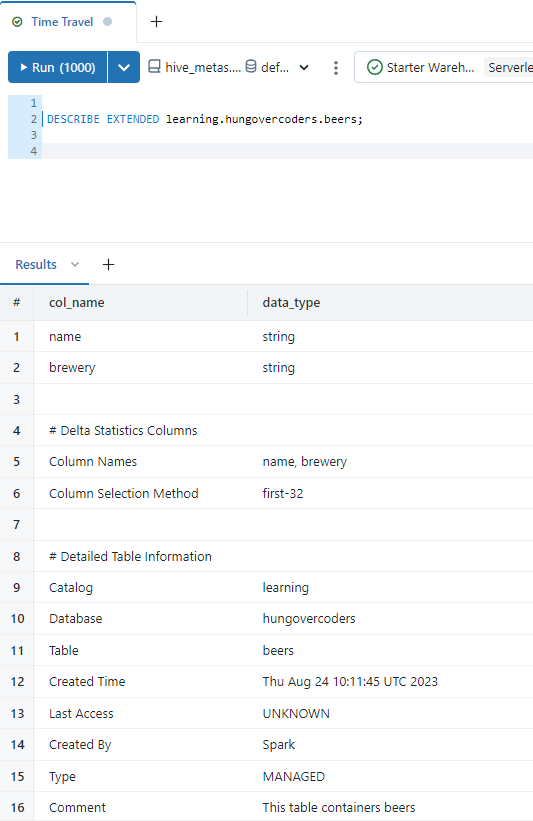 Time Travel
Run (1000) hive_metas.... def... Starter Wareh... Serverle
1
2 DESCRIBE EXTENDED learning.hungovercoders.beers;
3
4
Results
# col_name data_type
1 name string
2 brewery string
3
4 # Delta Statistics Columns
5 Column Names name, brewery
6 Column Selection Method first-32
7
8 # Detailed Table Information
9 Catalog learning
10 Database hungovercoders
11 Table beers
12 Created Time Thu Aug 24 10:11:45 UTC 2023
13 Last Access UNKNOWN
14 Created By Spark
15 Type MANAGED
16 Comment This table containers beers